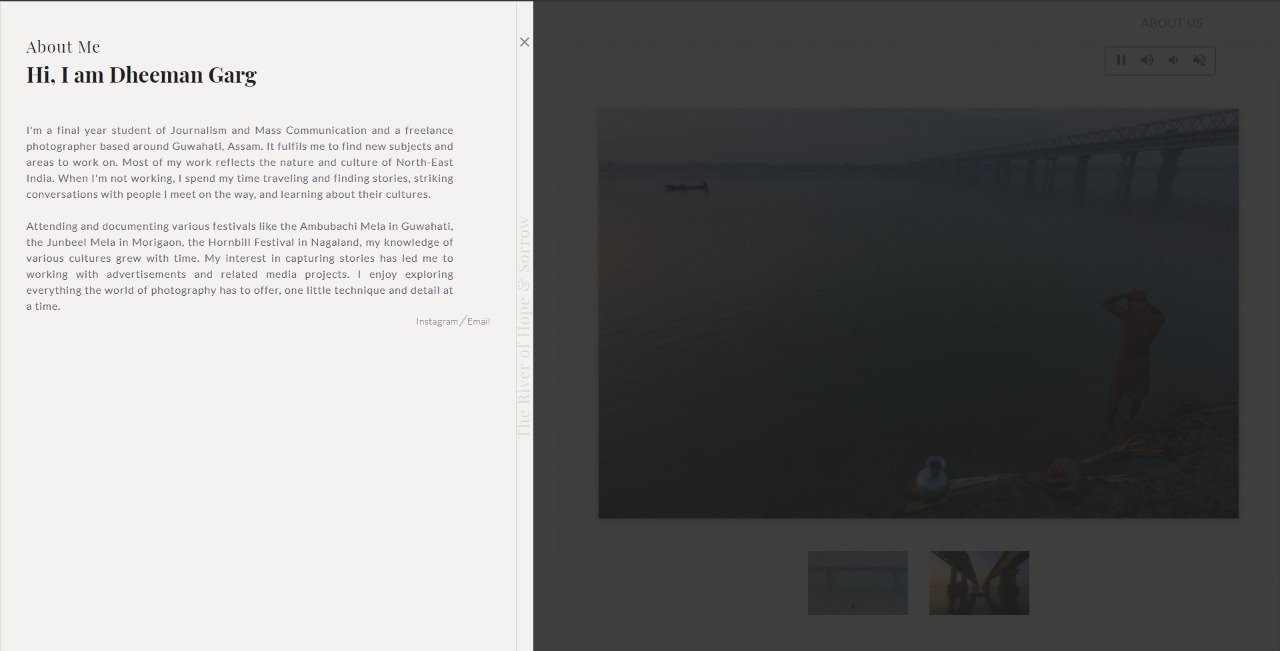 About Me
Hi, I am Dheeman Garg
I'm a final year student of Journalism and Mass Communication and a freelance
photographer based around Guwahati, Assam. It fulfils me to find new subjects and
areas to work on. Most of my work reflects the nature and culture of North-East
India. When I'm not working, I spend my time traveling and finding stories, striking
conversations with people I meet on the way, and learning about their cultures.
Attending and documenting various festivals like the Ambubachi Mela in Guwahati,
the Junbeel Mela in Morigaon, the Hornbill Festival in Nagaland, my knowledge of
various cultures grew with time. My interest in capturing stories has led me to
working with advertisements and related media projects. I enjoy exploring
everything the world of photography has to offer, one little technique and detail at
a time.
Instagram/Email
The River of Hope & Sorrow
ABOUT US